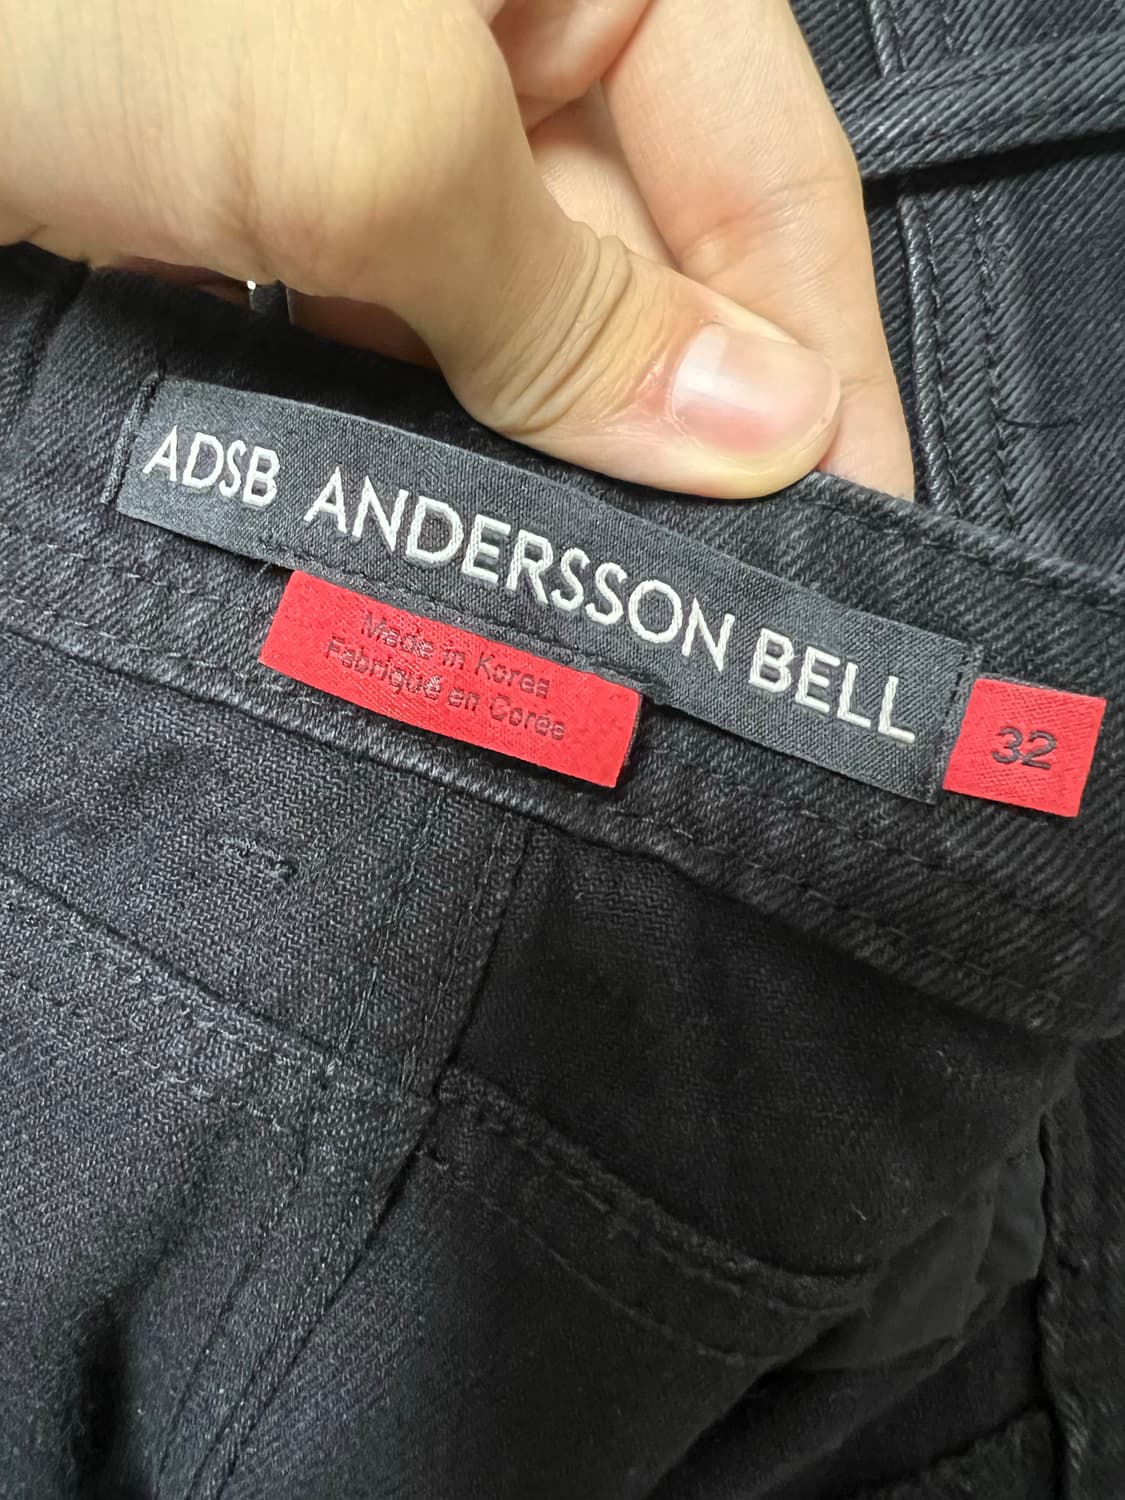 ADSB ANDERSSON BELL
Made in Korea
Fabriqué en Corée
32